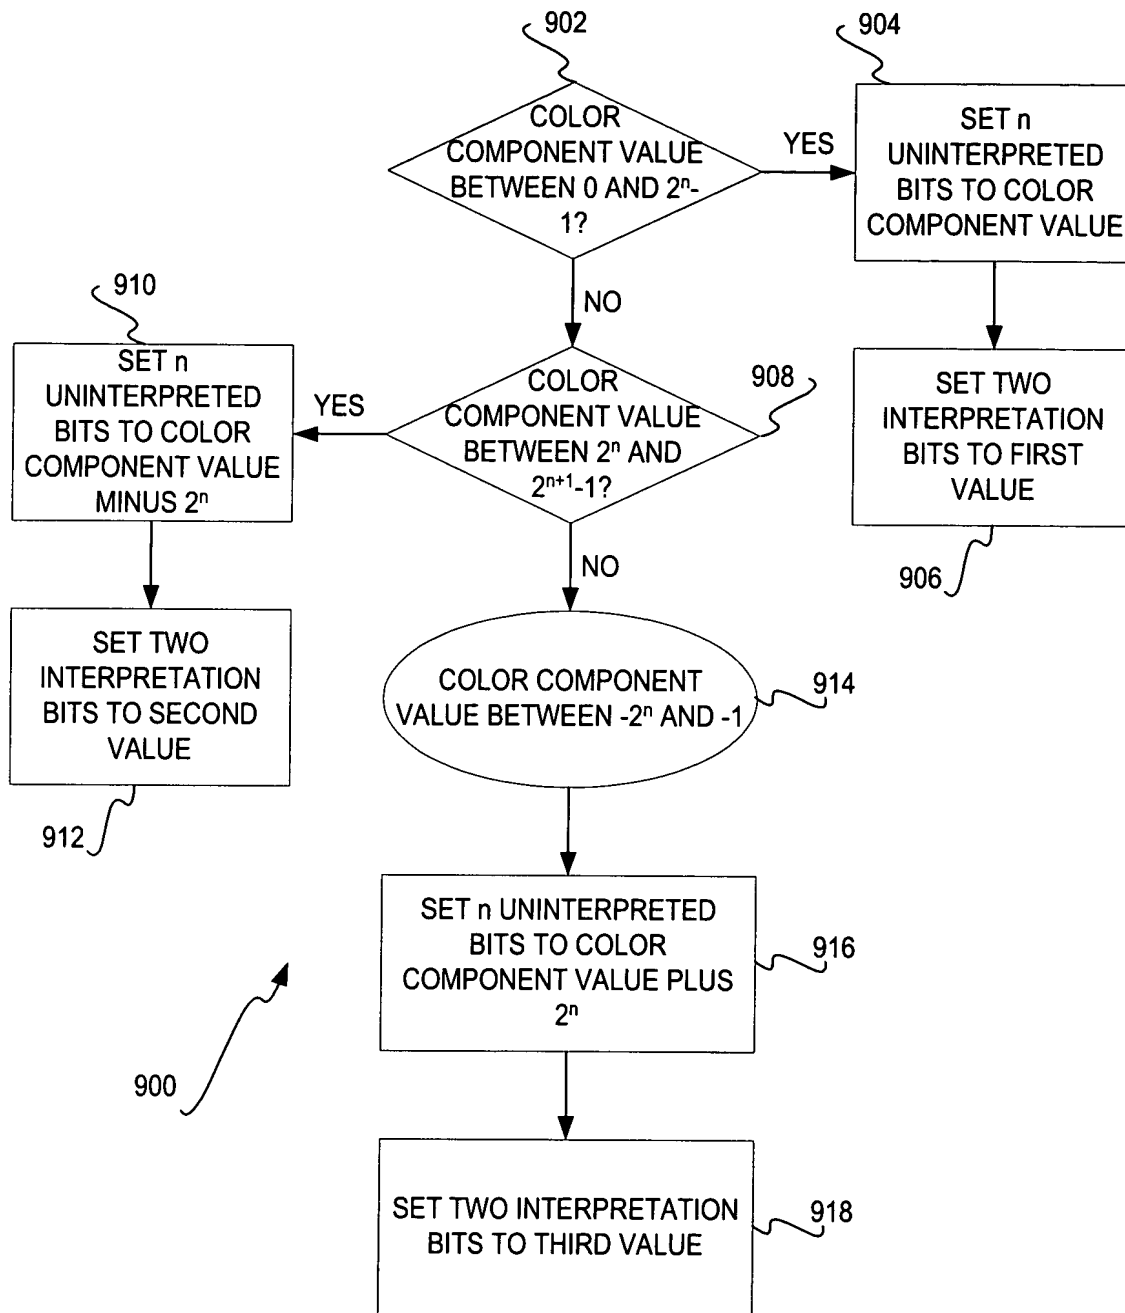 902
COLOR
COMPONENT VALUE
BETWEEN 0 AND 2ⁿ-
1?
YES
904
SET n
UNINTERPRETED
BITS TO COLOR
COMPONENT VALUE
NO
SET TWO
INTERPRETATION
BITS TO FIRST
VALUE
906
908
COLOR
COMPONENT VALUE
BETWEEN 2ⁿ AND
2ⁿ⁺¹-1?
YES
910
SET n
UNINTERPRETED
BITS TO COLOR
COMPONENT VALUE
MINUS 2ⁿ
SET TWO
INTERPRETATION
BITS TO SECOND
VALUE
912
NO
COLOR COMPONENT
VALUE BETWEEN -2ⁿ AND -1
914
SET n UNINTERPRETED
BITS TO COLOR
COMPONENT VALUE PLUS
2ⁿ
916
900
SET TWO INTERPRETATION
BITS TO THIRD VALUE
918